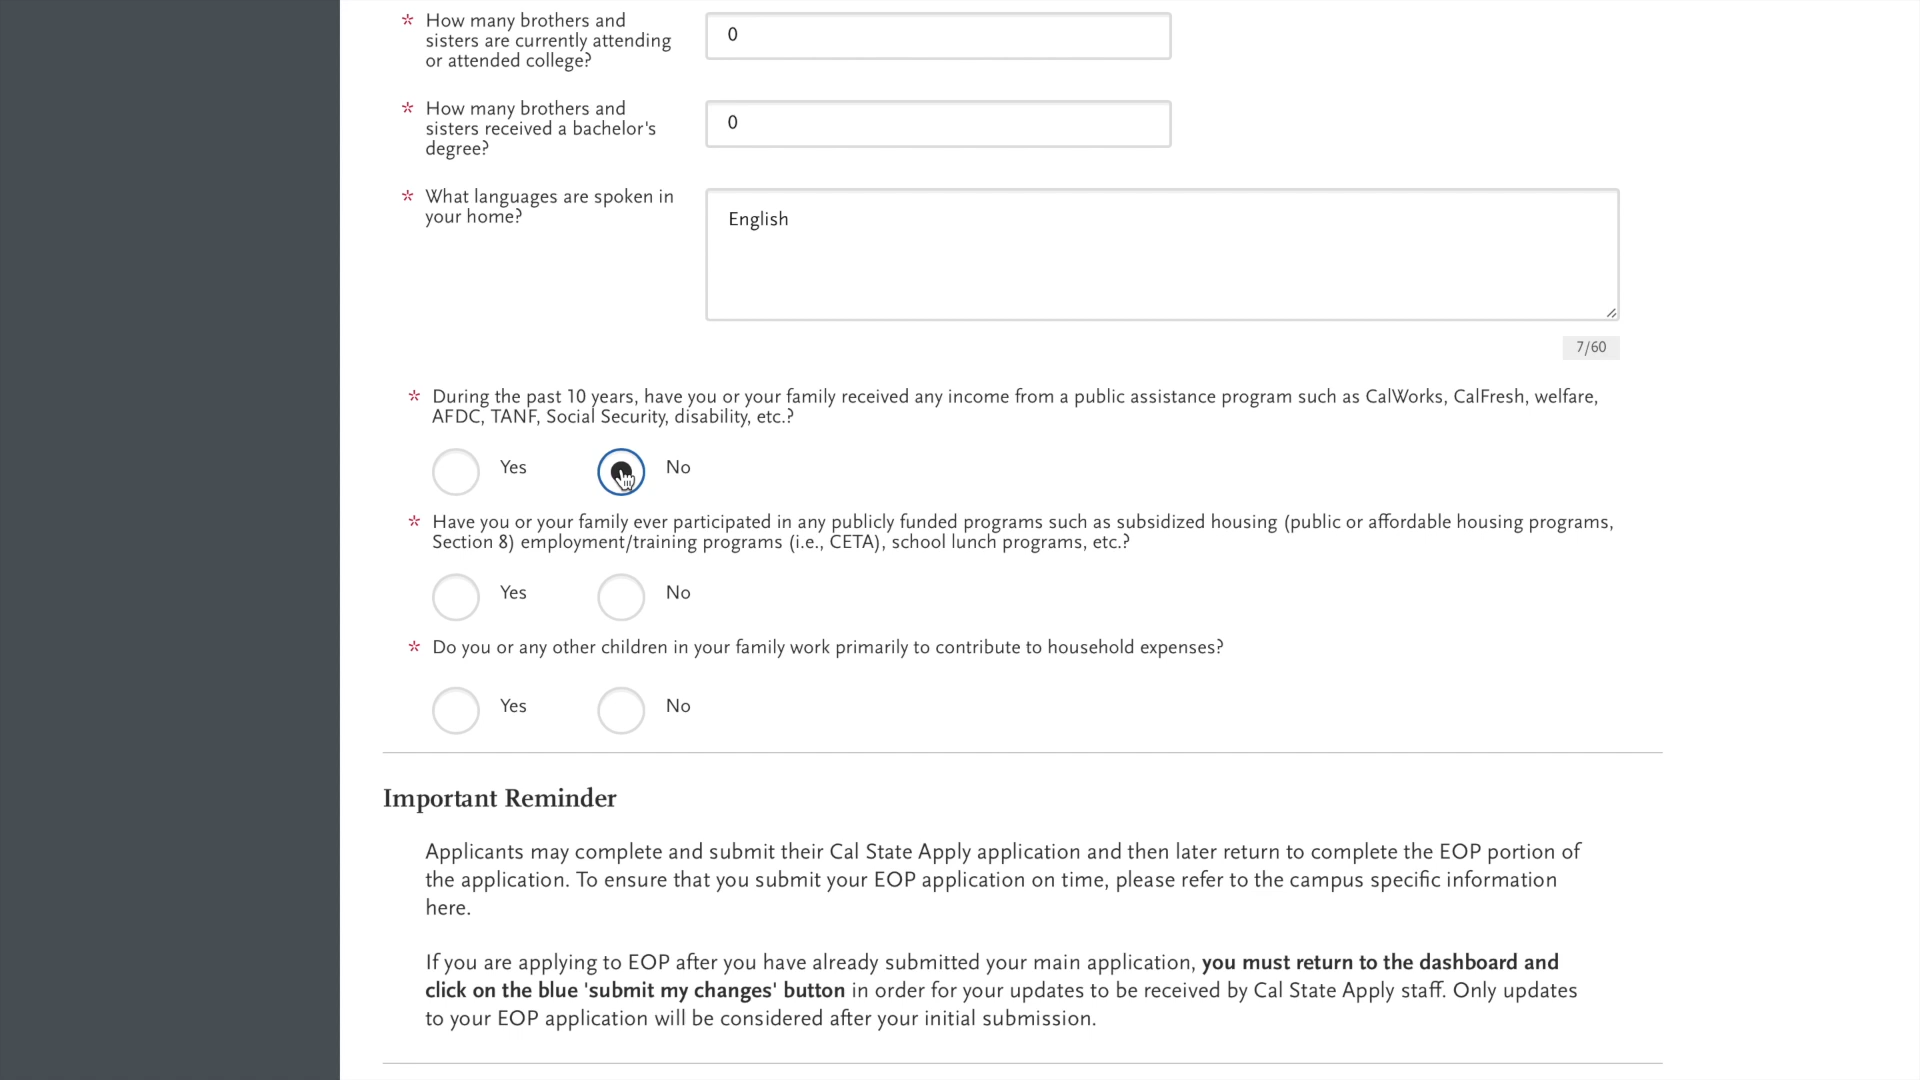 * How many brothers and
sisters are currently attending
or attended college?
0
* How many brothers and
sisters received a bachelor's
degree?
0
* What languages are spoken in
your home?
English
7/60
* During the past 10 years, have you or your family received any income from a public assistance program such as CalWorks, CalFresh, welfare,
AFDC, TANF, Social Security, disability, etc.?
Yes No
* Have you or your family ever participated in any publicly funded programs such as subsidized housing (public or affordable housing programs,
Section 8) employment/training programs (i.e., CETA), school lunch programs, etc.?
Yes No
* Do you or any other children in your family work primarily to contribute to household expenses?
Yes No
Important Reminder
Applicants may complete and submit their Cal State Apply application and then later return to complete the EOP portion of
the application. To ensure that you submit your EOP application on time, please refer to the campus specific information
here.
If you are applying to EOP after you have already submitted your main application, you must return to the dashboard and
click on the blue 'submit my changes' button in order for your updates to be received by Cal State Apply staff. Only updates
to your EOP application will be considered after your initial submission.